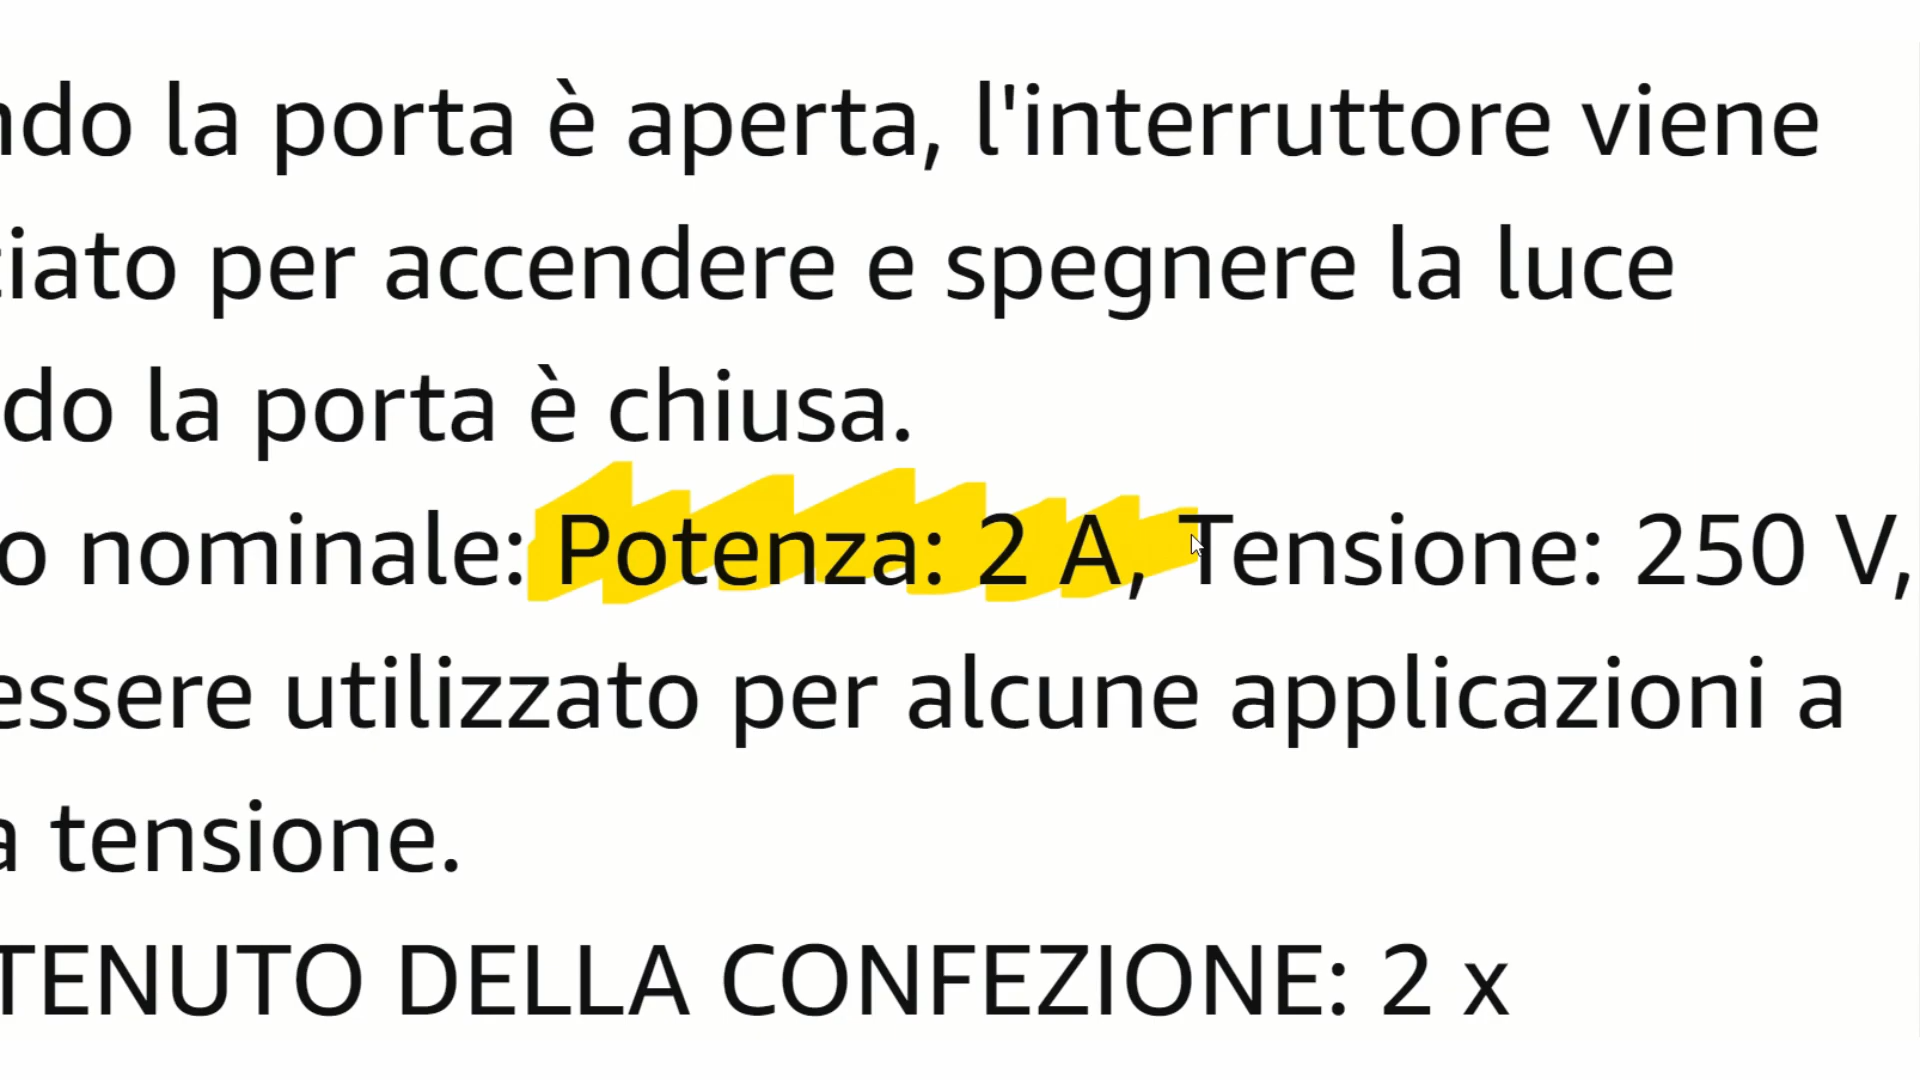 ndo la porta è aperta, l'interruttore viene
ciato per accendere e spegnere la luce
do la porta è chiusa.
o nominale: Potenza: 2 A, Tensione: 250 V,
essere utilizzato per alcune applicazioni a
a tensione.
TENUTO DELLA CONFEZIONE: 2 x